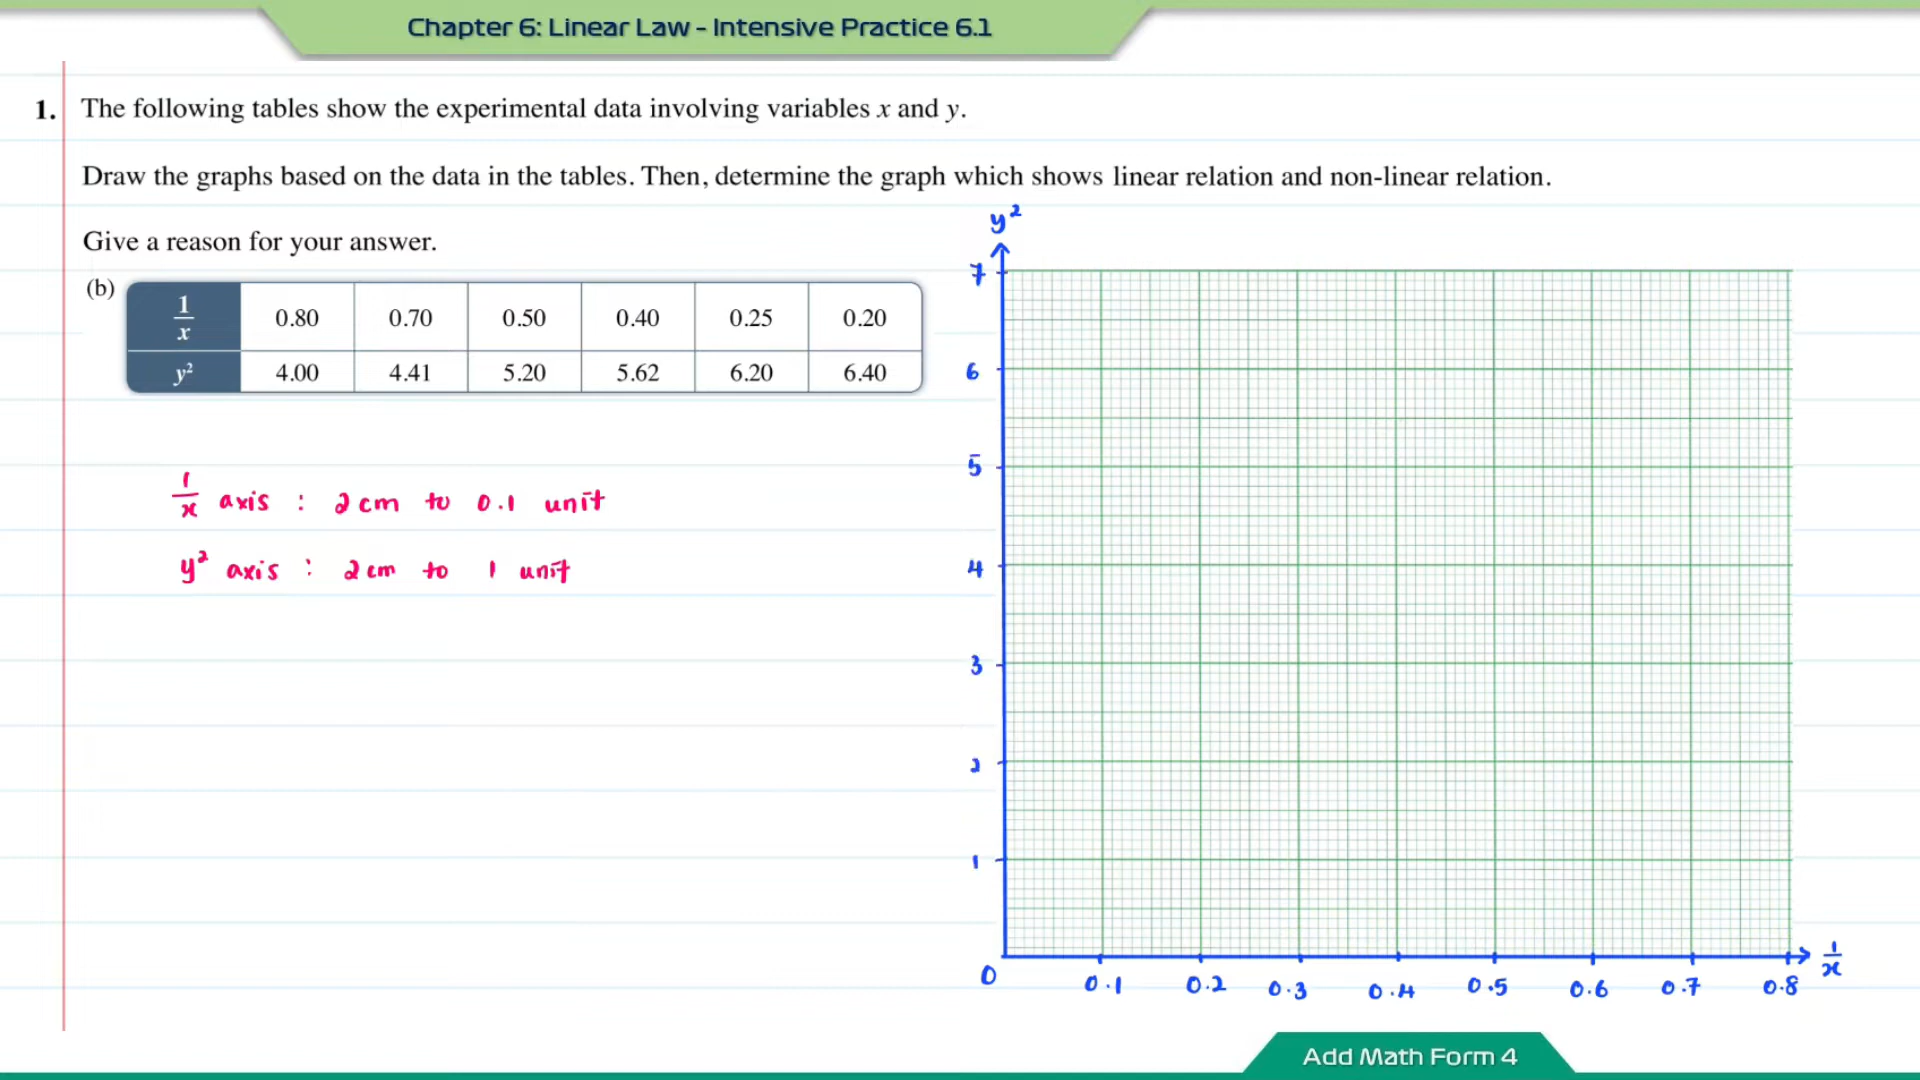 Chapter 6: Linear Law - Intensive Practice 6.1
1. The following tables show the experimental data involving variables x and y.
Draw the graphs based on the data in the tables. Then, determine the graph which shows linear relation and non-linear relation.
Give a reason for your answer.
(b)
1/x 0.80 0.70 0.50 0.40 0.25 0.20
y² 4.00 4.41 5.20 5.62 6.20 6.40
1/x axis : 2 cm to 0.1 unit
y² axis : 2 cm to 1 unit
y²
7
6
5
4
3
2
1
0 0.1 0.2 0.3 0.4 0.5 0.6 0.7 0.8 1/x
Add Math Form 4